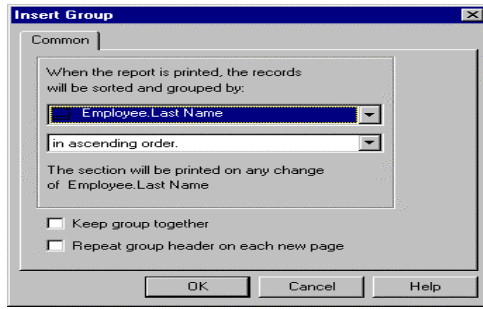 Insert Group
Common
When the report is printed, the records
will be sorted and grouped by:
Employee.Last Name
in ascending order.
The section will be printed on any change
of Employee.Last Name
Keep group together
Repeat group header on each new page
OK Cancel Help